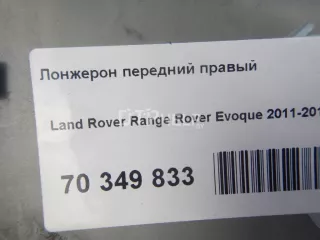 Лонжерон передний правый
Land Rover Range Rover Evoque 2011-201
70 349 833